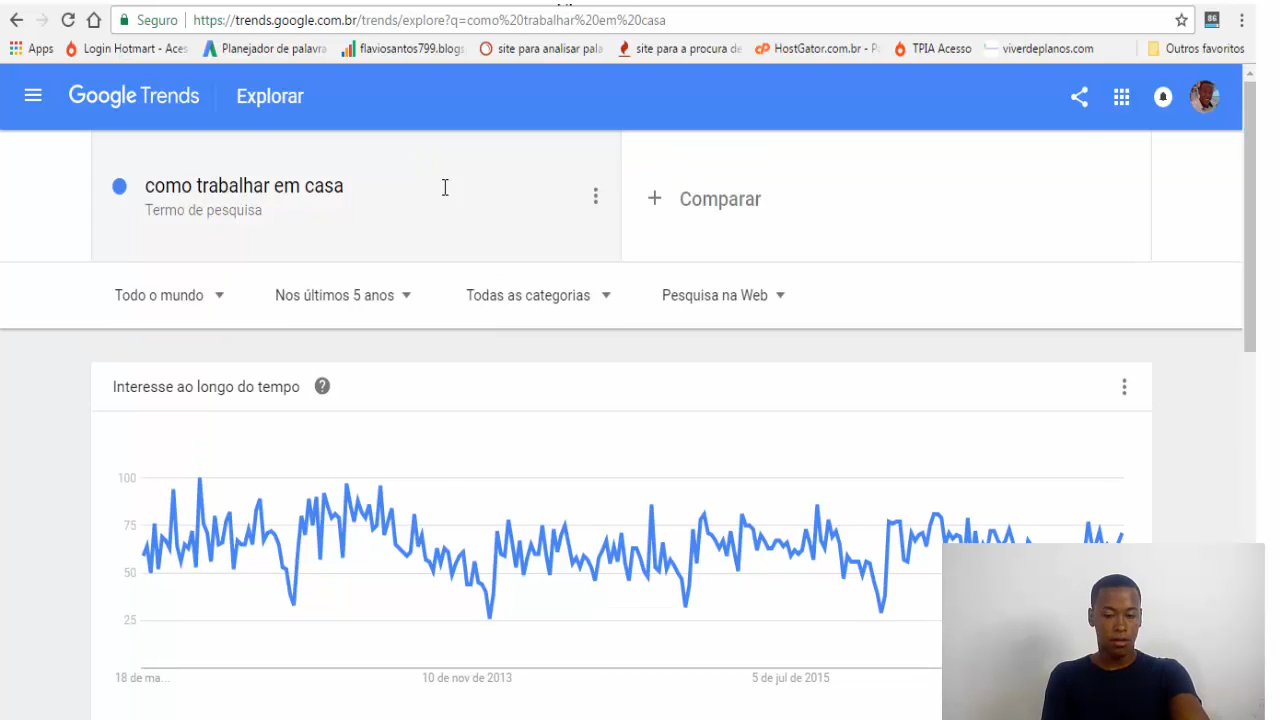 Seguro https://trends.google.com.br/trends/explore?q=como%20trabalhar%20em%20casa
Apps Login Hotmart - Aces Planejador de palavra flaviosantos799.blogs site para analisar pala site para a procura de HostGator.com.br - P TPIA Acesso viverdeplanos.com Outros favoritos
Google Trends Explorar
como trabalhar em casa
Termo de pesquisa
+ Comparar
Todo o mundo Nos últimos 5 anos Todas as categorias Pesquisa na Web
Interesse ao longo do tempo ?
100
75
50
25
18 de ma... 10 de nov de 2013 5 de jul de 2015